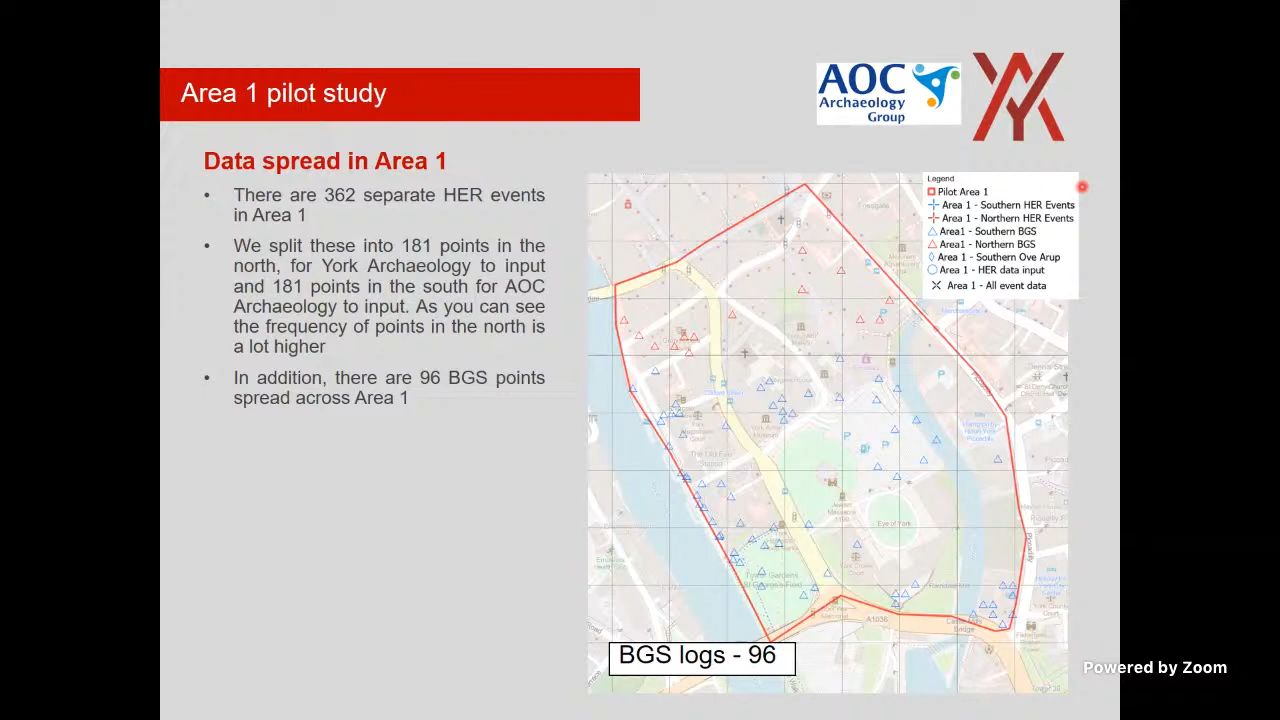 Area 1 pilot study
AOC
Archaeology
Group
Data spread in Area 1
• There are 362 separate HER events
in Area 1
• We split these into 181 points in the
north, for York Archaeology to input
and 181 points in the south for AOC
Archaeology to input. As you can see
the frequency of points in the north is
a lot higher
• In addition, there are 96 BGS points
spread across Area 1
Legend
Pilot Area 1
Area 1 - Southern HER Events
Area 1 - Northern HER Events
Area1 - Southern BGS
Area1 - Northern BGS
Area 1 - Southern Ove Arup
Area 1 - HER data input
Area 1 - All event data
Eye of York
A1036
Piccadilly
BGS logs - 96
Powered by Zoom